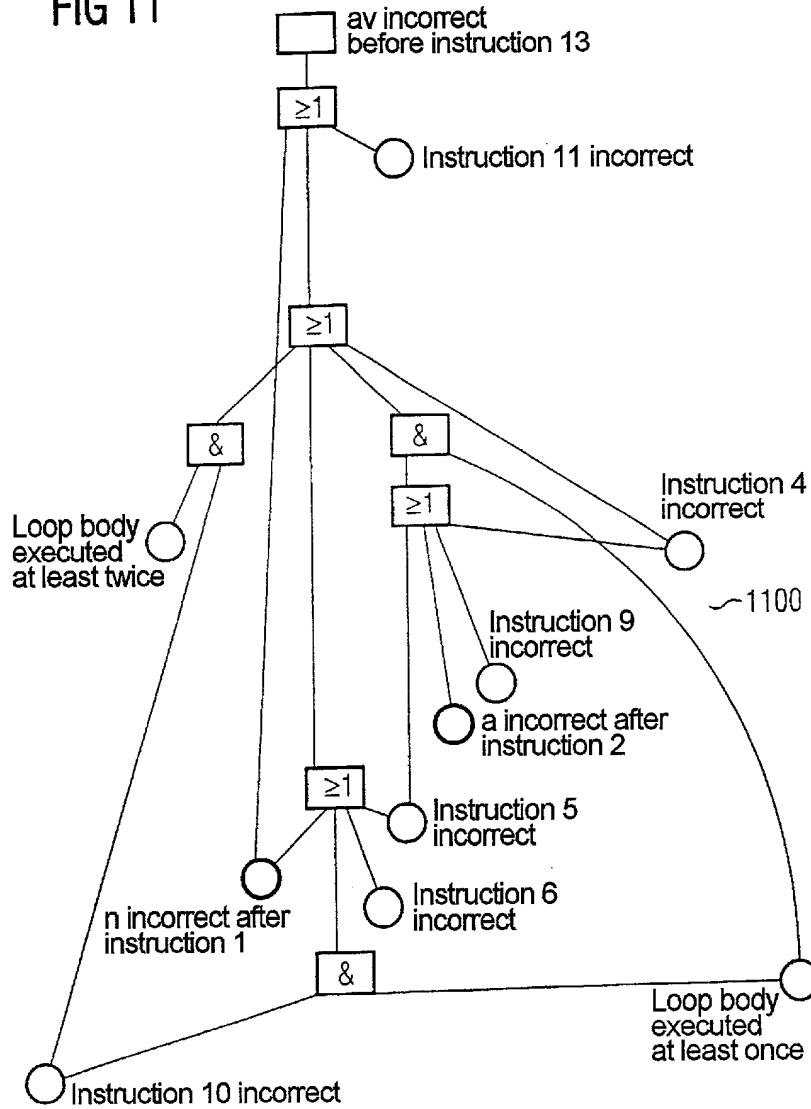 FIG 11
av incorrect
before instruction 13
≥1
Instruction 11 incorrect
≥1
&
&
≥1
Instruction 4
incorrect
Loop body
executed
at least twice
1100
Instruction 9
incorrect
a incorrect after
instruction 2
≥1
Instruction 5
incorrect
n incorrect after
instruction 1
Instruction 6
incorrect
&
Loop body
executed
at least once
Instruction 10 incorrect